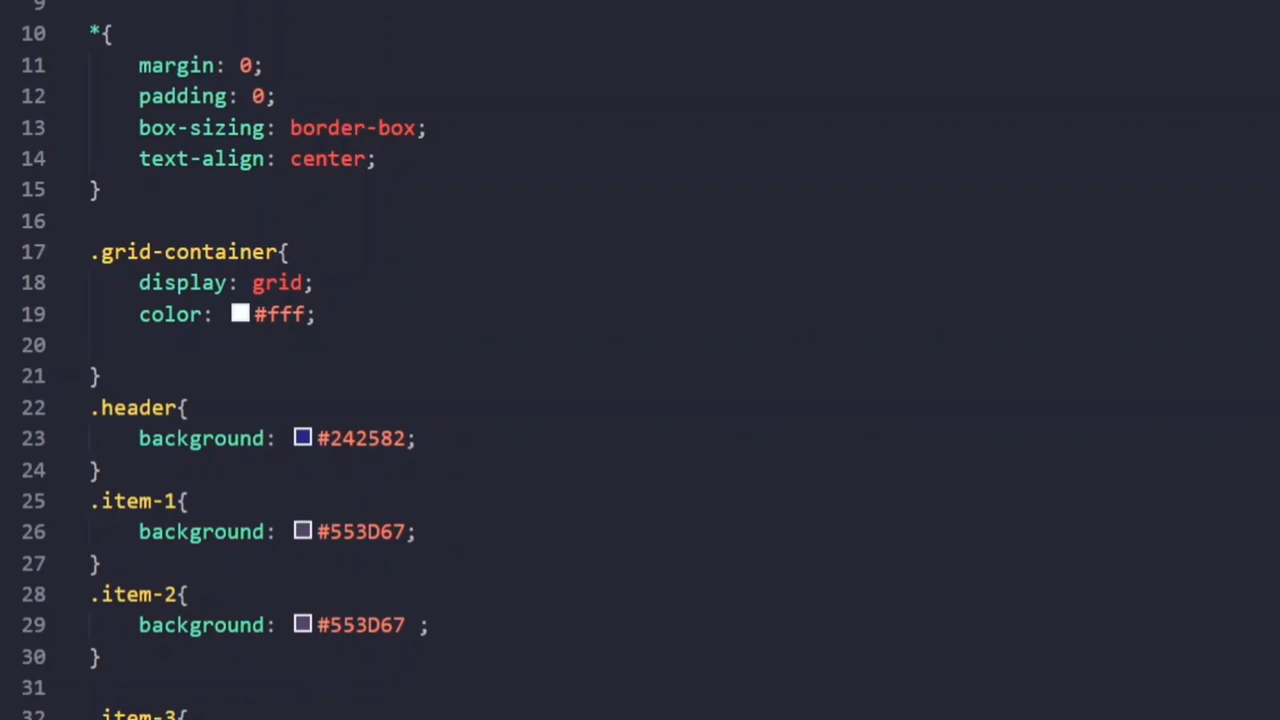 9
10 *{
11 margin: 0;
12 padding: 0;
13 box-sizing: border-box;
14 text-align: center;
15 }
16
17 .grid-container{
18 display: grid;
19 color: #fff;
20
21 }
22 .header{
23 background: #242582;
24 }
25 .item-1{
26 background: #553D67;
27 }
28 .item-2{
29 background: #553D67 ;
30 }
31
32 .item-3{